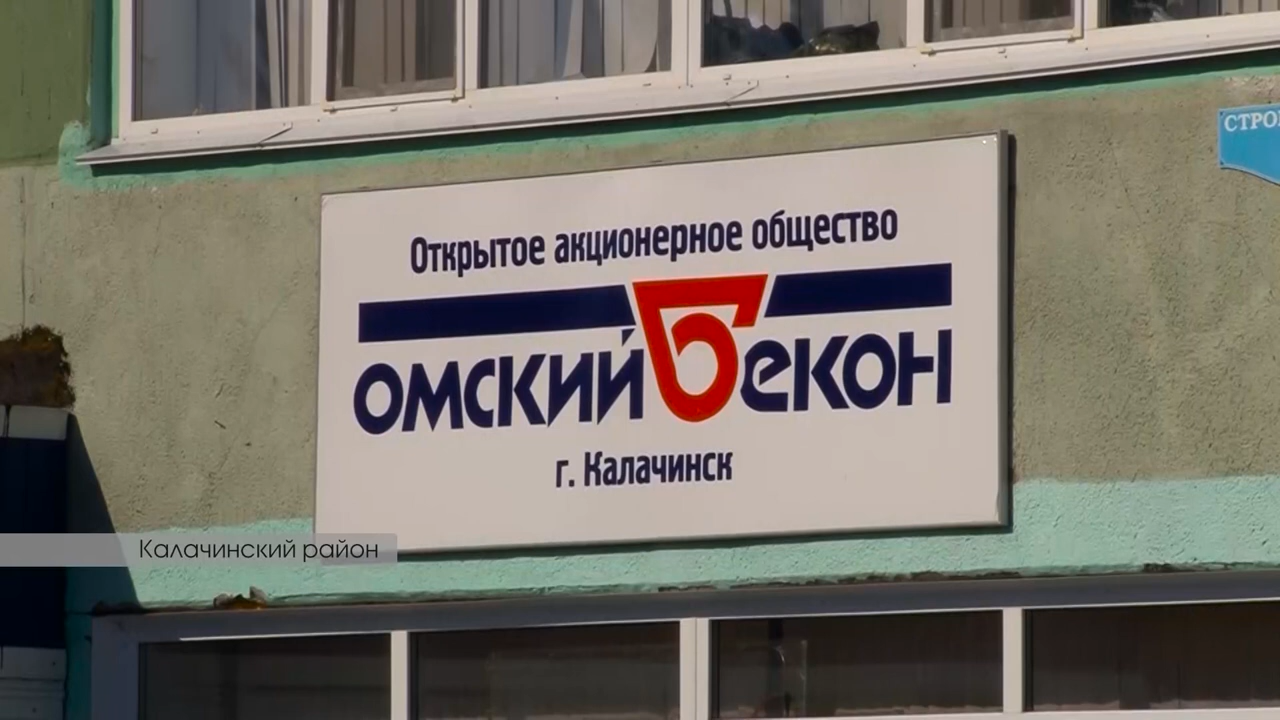 Открытое акционерное общество
ОМСКИЙ БЕКОН
г. Калачинск
Калачинский район